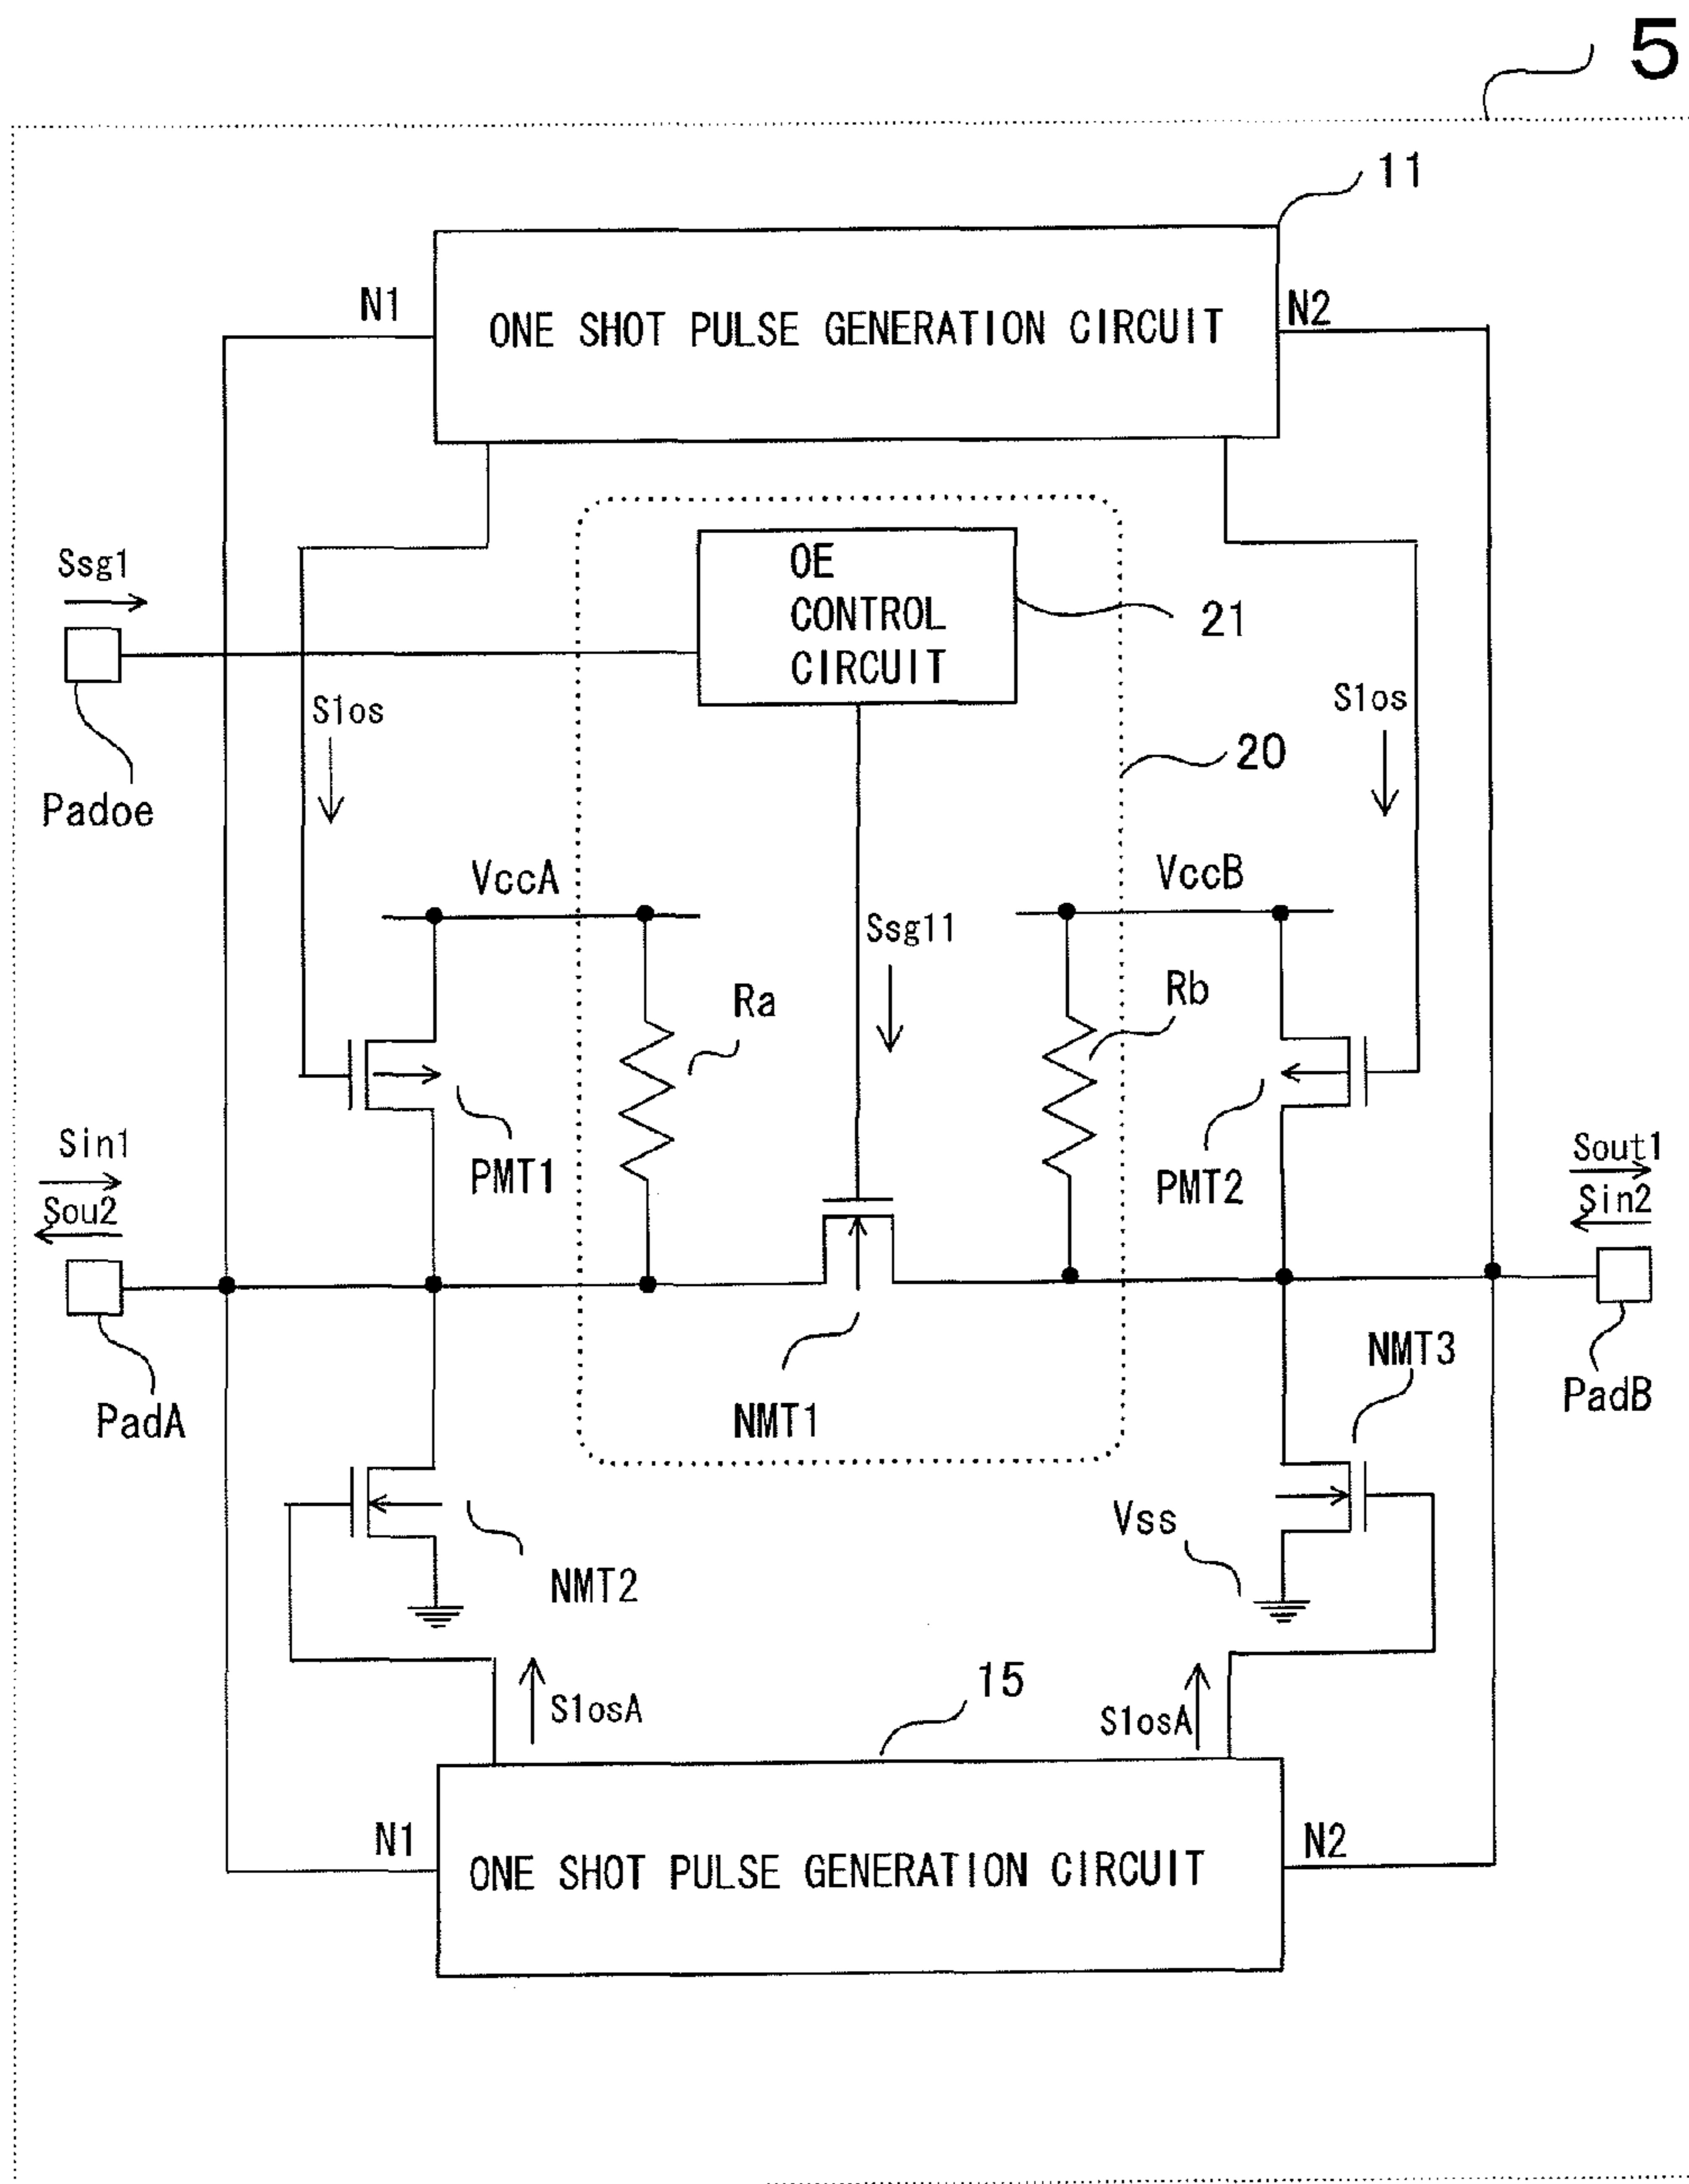 5
11
N1
ONE SHOT PULSE GENERATION CIRCUIT
N2
Ssg1
OE
CONTROL
CIRCUIT
21
S1os
S1os
20
Padoe
VccA
VccB
Ssg11
Ra
Rb
Sin1
Sou2
PMT1
PMT2
Sout1
Sin2
NMT3
PadA
NMT1
PadB
Vss
NMT2
15
S1osA
S1osA
N1
ONE SHOT PULSE GENERATION CIRCUIT
N2